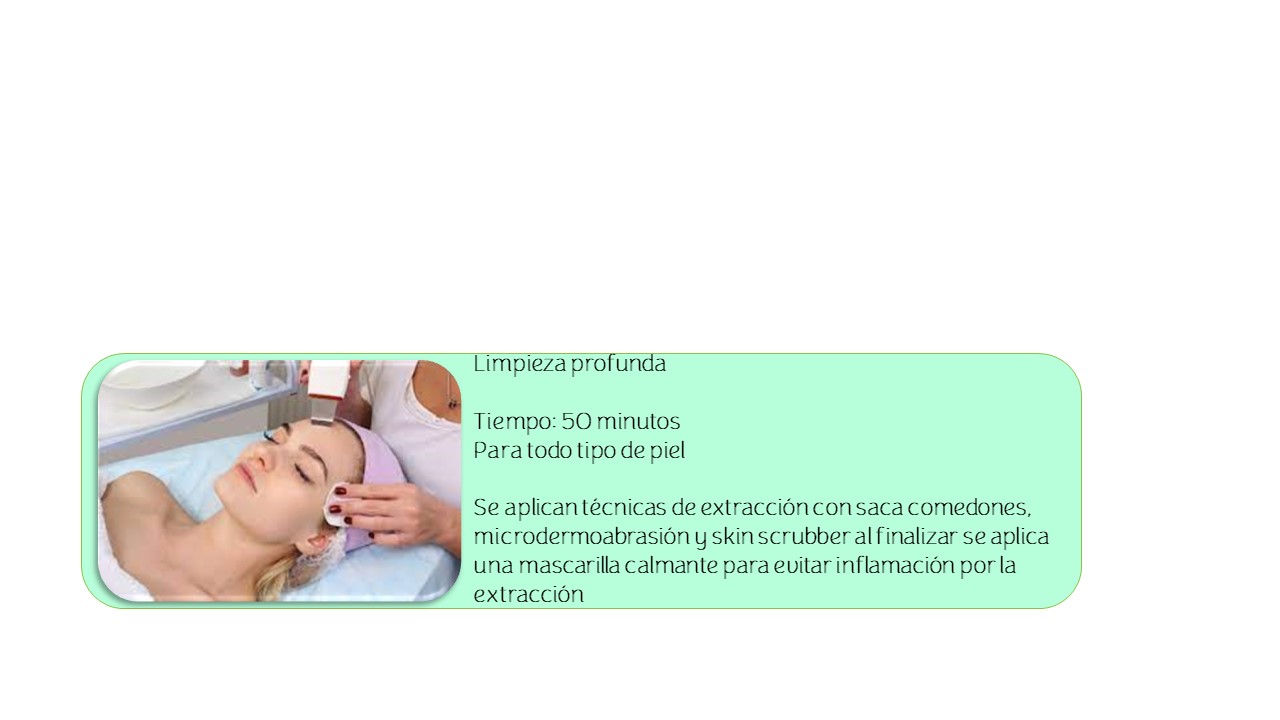 Limpieza profunda
Tiempo: 50 minutos
Para todo tipo de piel
Se aplican técnicas de extracción con saca comedones,
microdermoabrasión y skin scrubber al finalizar se aplica
una mascarilla calmante para evitar inflamación por la
extracción